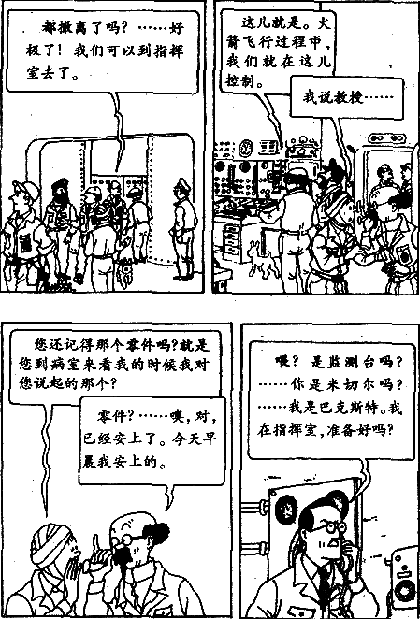 都撤离了吗?……好
极了!我们可以到指挥
室去了。
这儿就是。火
箭飞行过程中,
我们就在这儿
控制。
我说教授……
您还记得那个零件吗?就是
您到病室来看我的时候我对
您说起的那个?
零件?……噢,对,
已经安上了。今天早
晨我安上的。
喂?是监测台吗?
……你是米切尔吗?
……我是巴克斯特。我
在指挥室,准备好吗?